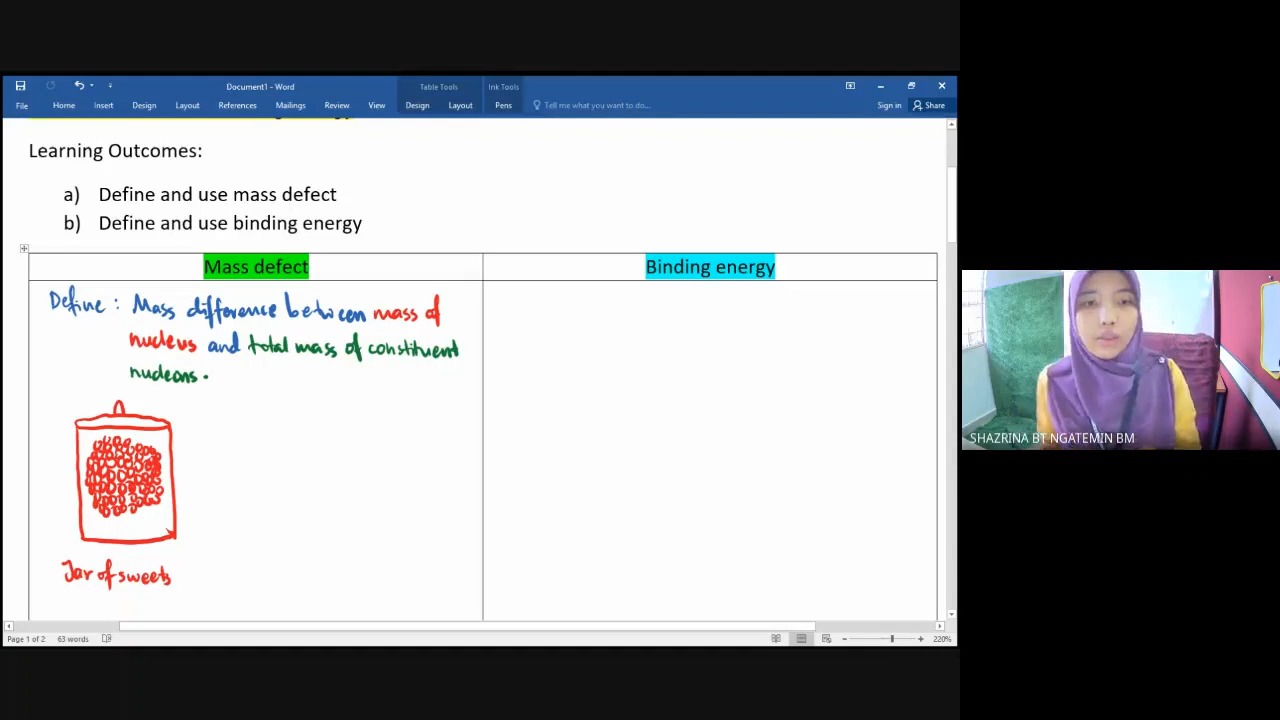 Document1 - Word
Table Tools
Ink Tools
File
Home
Insert
Design
Layout
References
Mailings
Review
View
Design
Layout
Pens
Tell me what you want to do...
Sign in
Share
Learning Outcomes:
a) Define and use mass defect
b) Define and use binding energy
Mass defect
Binding energy
Define : Mass difference between mass of
nucleus and total mass of constituent
nucleons.
Jar of sweets
SHAZRINA BT NGATEMIN BM
Page 1 of 2
63 words
220%